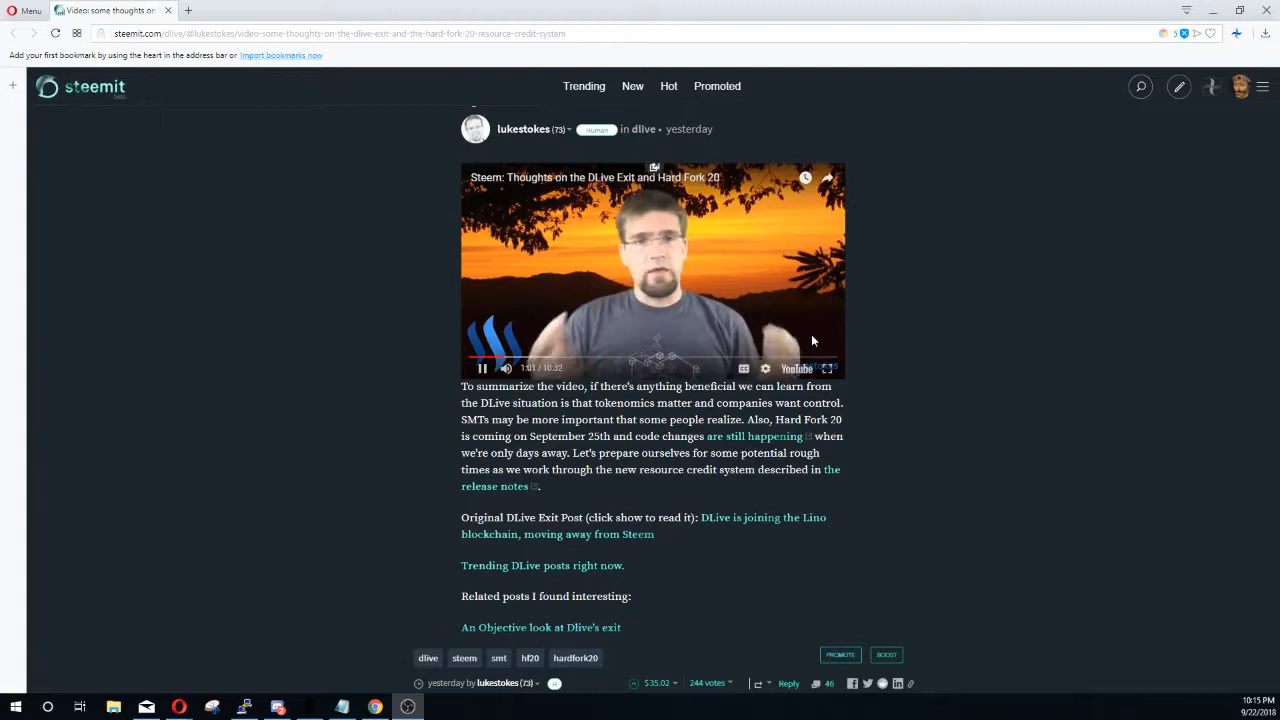 Menu
Video: some thoughts on
steemit.com/dlive/@lukestokes/video-some-thoughts-on-the-dlive-exit-and-the-hard-fork-20-resource-credit-system
5
Add your first bookmark by using the heart in the address bar or Import bookmarks now
steemit
beta
Trending New Hot Promoted
lukestokes (73) Human in dlive • yesterday
Steem: Thoughts on the DLive Exit and Hard Fork 20
1:01 / 10:32
CC
YouTube
To summarize the video, if there's anything beneficial we can learn from
the DLive situation is that tokenomics matter and companies want control.
SMTs may be more important that some people realize. Also, Hard Fork 20
is coming on September 25th and code changes are still happening when
we're only days away. Let's prepare ourselves for some potential rough
times as we work through the new resource credit system described in the
release notes.
Original DLive Exit Post (click show to read it): DLive is joining the Lino
blockchain, moving away from Steem
Trending DLive posts right now.
Related posts I found interesting:
An Objective look at Dlive's exit
dlive steem smt hf20 hardfork20
PROMOTE BOOST
yesterday by lukestokes (73) H $35.02 244 votes Reply 46
10:15 PM
9/22/2018